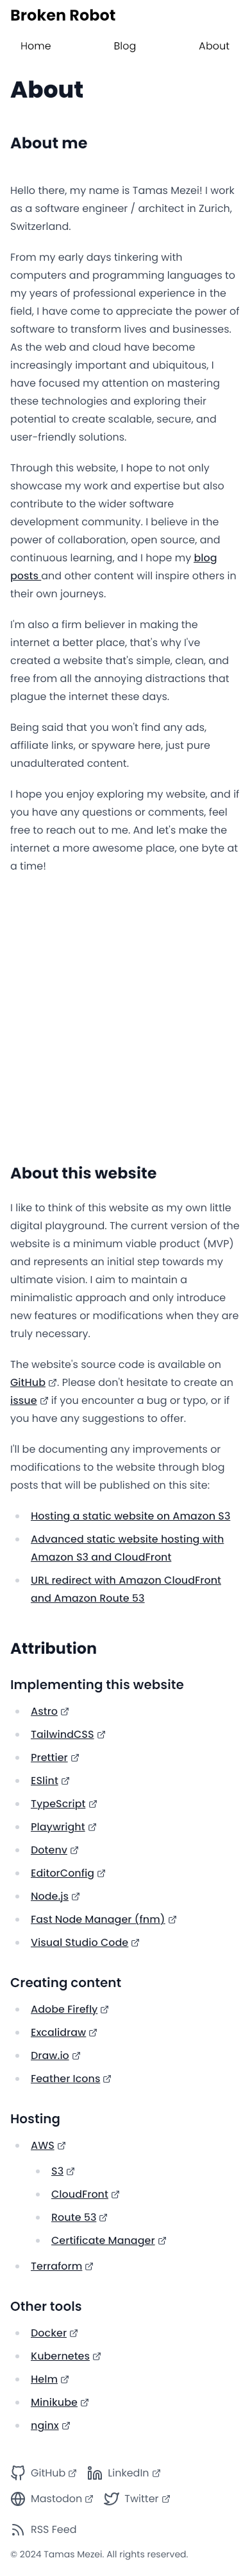 Broken Robot
Home Blog About
About
About me
Hello there, my name is Tamas Mezei! I work
as a software engineer / architect in Zurich,
Switzerland.
From my early days tinkering with
computers and programming languages to
my years of professional experience in the
field, I have come to appreciate the power of
software to transform lives and businesses.
As the web and cloud have become
increasingly important and ubiquitous, I
have focused my attention on mastering
these technologies and exploring their
potential to create scalable, secure, and
user-friendly solutions.
Through this website, I hope to not only
showcase my work and expertise but also
contribute to the wider software
development community. I believe in the
power of collaboration, open source, and
continuous learning, and I hope my blog
posts and other content will inspire others in
their own journeys.
I'm also a firm believer in making the
internet a better place, that's why I've
created a website that's simple, clean, and
free from all the annoying distractions that
plague the internet these days.
Being said that you won't find any ads,
affiliate links, or spyware here, just pure
unadulterated content.
I hope you enjoy exploring my website, and if
you have any questions or comments, feel
free to reach out to me. And let's make the
internet a more awesome place, one byte at
a time!
About this website
I like to think of this website as my own little
digital playground. The current version of the
website is a minimum viable product (MVP)
and represents an initial step towards my
ultimate vision. I aim to maintain a
minimalistic approach and only introduce
new features or modifications when they are
truly necessary.
The website's source code is available on
GitHub. Please don't hesitate to create an
issue if you encounter a bug or typo, or if
you have any suggestions to offer.
I'll be documenting any improvements or
modifications to the website through blog
posts that will be published on this site:
Hosting a static website on Amazon S3
Advanced static website hosting with
Amazon S3 and CloudFront
URL redirect with Amazon CloudFront
and Amazon Route 53
Attribution
Implementing this website
Astro
TailwindCSS
Prettier
ESlint
TypeScript
Playwright
Dotenv
EditorConfig
Node.js
Fast Node Manager (fnm)
Visual Studio Code
Creating content
Adobe Firefly
Excalidraw
Draw.io
Feather Icons
Hosting
AWS
S3
CloudFront
Route 53
Certificate Manager
Terraform
Other tools
Docker
Kubernetes
Helm
Minikube
nginx
GitHub LinkedIn
Mastodon Twitter
RSS Feed
© 2024 Tamas Mezei. All rights reserved.